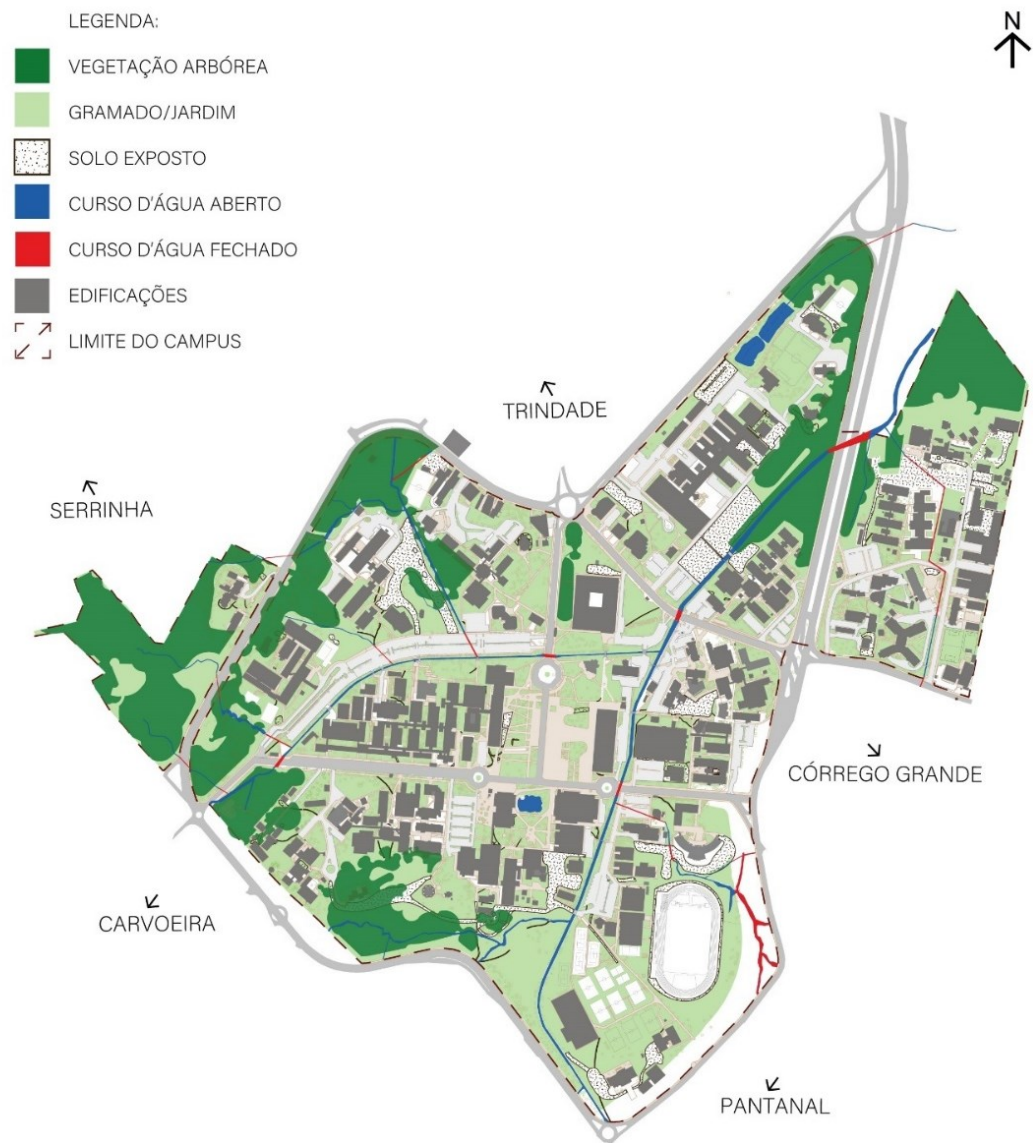 LEGENDA:
VEGETAÇÃO ARBÓREA
GRAMADO/JARDIM
SOLO EXPOSTO
CURSO D'ÁGUA ABERTO
CURSO D'ÁGUA FECHADO
EDIFICAÇÕES
LIMITE DO CAMPUS
N
TRINDADE
SERRINHA
CÓRREGO GRANDE
CARVOEIRA
PANTANAL